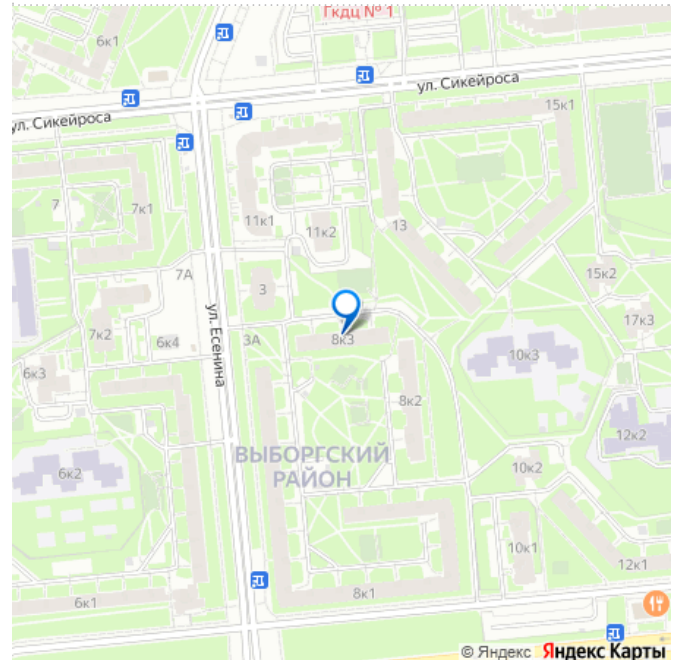 Гкдц № 1
6к1
ул. Сикейроса
ул. Сикейроса
15к1
7
7к1
11к1
11к2
13
7А
3
15к2
ул. Есенина
7к2
6к4
3А
8к3
17к3
10к3
6к3
8к2
12к2
ВЫБОРГСКИЙ
РАЙОН
6к2
10к2
10к1
12к1
6к1
8к1
© Яндекс Яндекс Карты